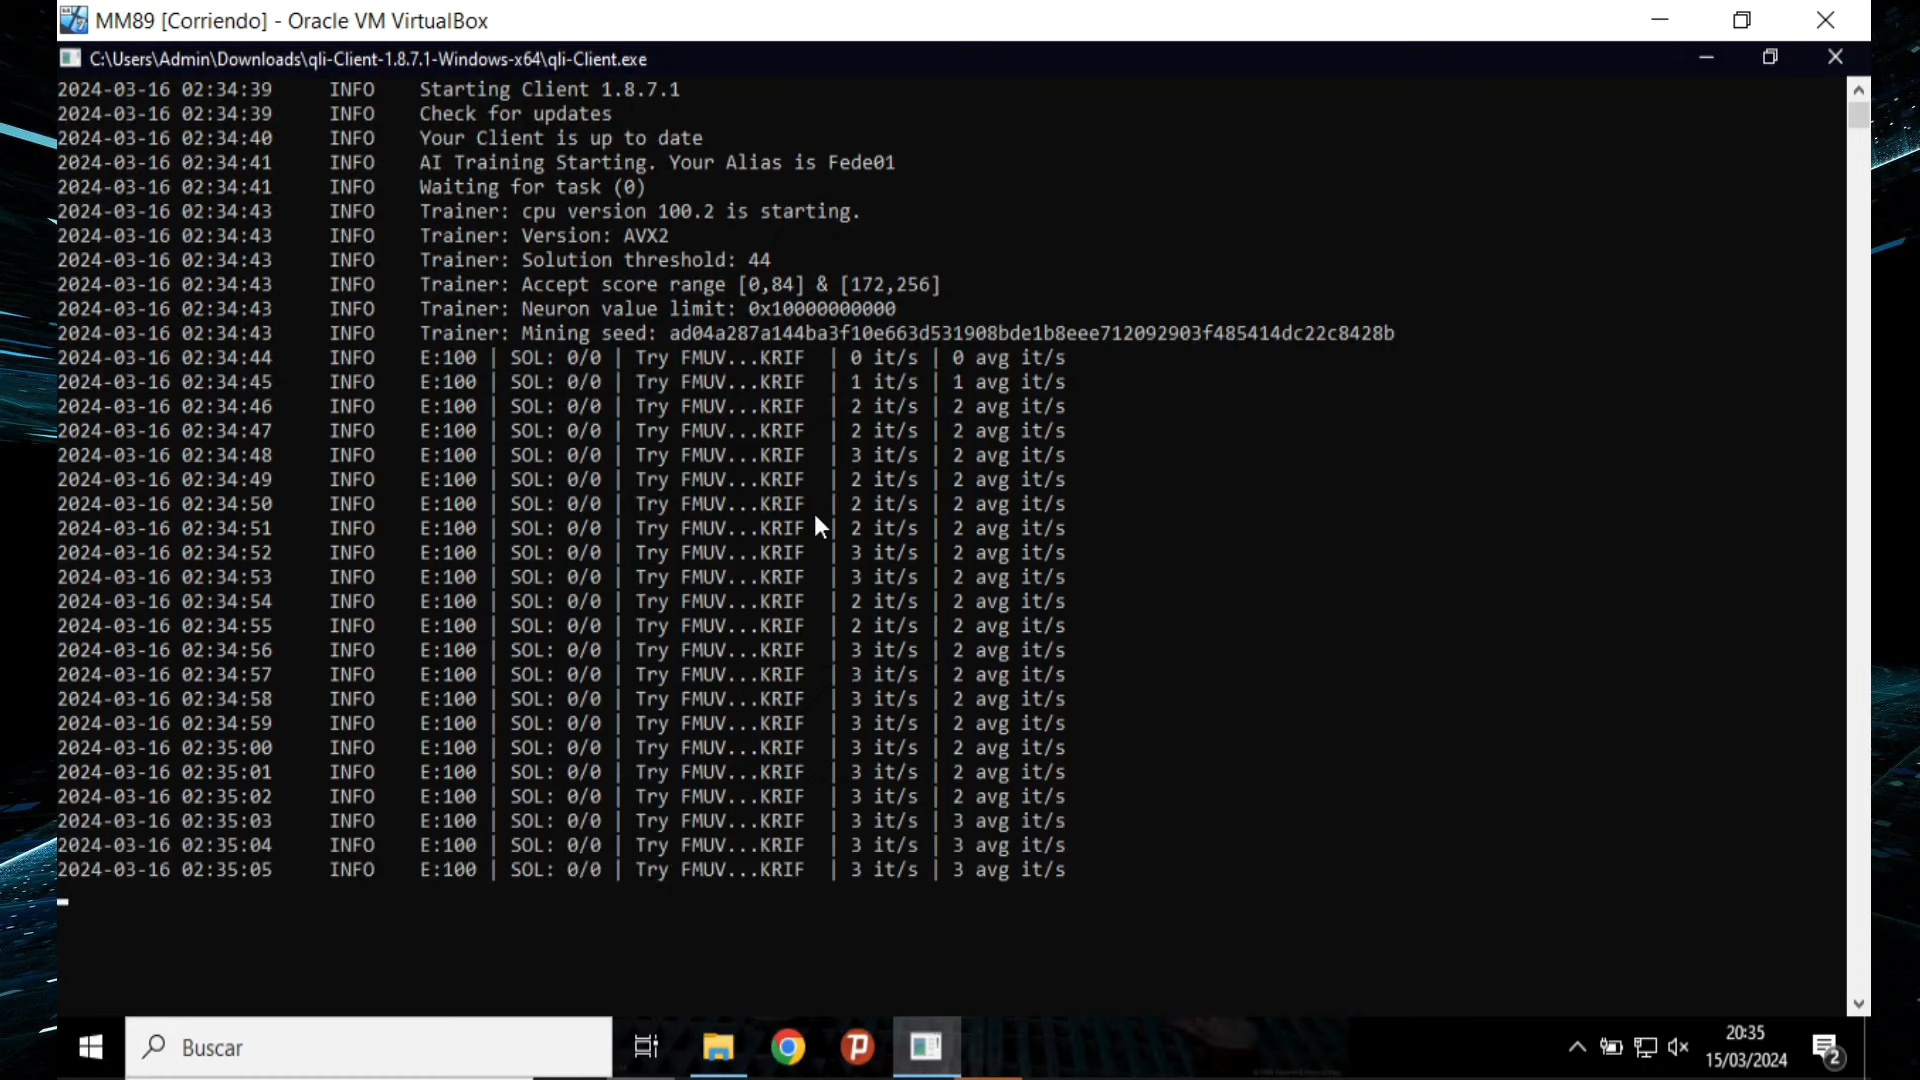 MM89 [Corriendo] - Oracle VM VirtualBox
C:\Users\Admin\Downloads\qli-Client-1.8.7.1-Windows-x64\qli-Client.exe
2024-03-16 02:34:39 INFO Starting Client 1.8.7.1
2024-03-16 02:34:39 INFO Check for updates
2024-03-16 02:34:40 INFO Your Client is up to date
2024-03-16 02:34:41 INFO AI Training Starting. Your Alias is Fede01
2024-03-16 02:34:41 INFO Waiting for task (0)
2024-03-16 02:34:43 INFO Trainer: cpu version 100.2 is starting.
2024-03-16 02:34:43 INFO Trainer: Version: AVX2
2024-03-16 02:34:43 INFO Trainer: Solution threshold: 44
2024-03-16 02:34:43 INFO Trainer: Accept score range [0,84] & [172,256]
2024-03-16 02:34:43 INFO Trainer: Neuron value limit: 0x10000000000
2024-03-16 02:34:43 INFO Trainer: Mining seed: ad04a287a144ba3f10e663d531908bde1b8eee712092903f485414dc22c8428b
2024-03-16 02:34:44 INFO E:100 | SOL: 0/0 | Try FMUV...KRIF | 0 it/s | 0 avg it/s
2024-03-16 02:34:45 INFO E:100 | SOL: 0/0 | Try FMUV...KRIF | 1 it/s | 1 avg it/s
2024-03-16 02:34:46 INFO E:100 | SOL: 0/0 | Try FMUV...KRIF | 2 it/s | 2 avg it/s
2024-03-16 02:34:47 INFO E:100 | SOL: 0/0 | Try FMUV...KRIF | 2 it/s | 2 avg it/s
2024-03-16 02:34:48 INFO E:100 | SOL: 0/0 | Try FMUV...KRIF | 3 it/s | 2 avg it/s
2024-03-16 02:34:49 INFO E:100 | SOL: 0/0 | Try FMUV...KRIF | 2 it/s | 2 avg it/s
2024-03-16 02:34:50 INFO E:100 | SOL: 0/0 | Try FMUV...KRIF | 2 it/s | 2 avg it/s
2024-03-16 02:34:51 INFO E:100 | SOL: 0/0 | Try FMUV...KRIF | 2 it/s | 2 avg it/s
2024-03-16 02:34:52 INFO E:100 | SOL: 0/0 | Try FMUV...KRIF | 3 it/s | 2 avg it/s
2024-03-16 02:34:53 INFO E:100 | SOL: 0/0 | Try FMUV...KRIF | 3 it/s | 2 avg it/s
2024-03-16 02:34:54 INFO E:100 | SOL: 0/0 | Try FMUV...KRIF | 2 it/s | 2 avg it/s
2024-03-16 02:34:55 INFO E:100 | SOL: 0/0 | Try FMUV...KRIF | 2 it/s | 2 avg it/s
2024-03-16 02:34:56 INFO E:100 | SOL: 0/0 | Try FMUV...KRIF | 3 it/s | 2 avg it/s
2024-03-16 02:34:57 INFO E:100 | SOL: 0/0 | Try FMUV...KRIF | 3 it/s | 2 avg it/s
2024-03-16 02:34:58 INFO E:100 | SOL: 0/0 | Try FMUV...KRIF | 3 it/s | 2 avg it/s
2024-03-16 02:34:59 INFO E:100 | SOL: 0/0 | Try FMUV...KRIF | 3 it/s | 2 avg it/s
2024-03-16 02:35:00 INFO E:100 | SOL: 0/0 | Try FMUV...KRIF | 3 it/s | 2 avg it/s
2024-03-16 02:35:01 INFO E:100 | SOL: 0/0 | Try FMUV...KRIF | 3 it/s | 2 avg it/s
2024-03-16 02:35:02 INFO E:100 | SOL: 0/0 | Try FMUV...KRIF | 3 it/s | 2 avg it/s
2024-03-16 02:35:03 INFO E:100 | SOL: 0/0 | Try FMUV...KRIF | 3 it/s | 3 avg it/s
2024-03-16 02:35:04 INFO E:100 | SOL: 0/0 | Try FMUV...KRIF | 3 it/s | 3 avg it/s
2024-03-16 02:35:05 INFO E:100 | SOL: 0/0 | Try FMUV...KRIF | 3 it/s | 3 avg it/s
Buscar
20:35
15/03/2024
2